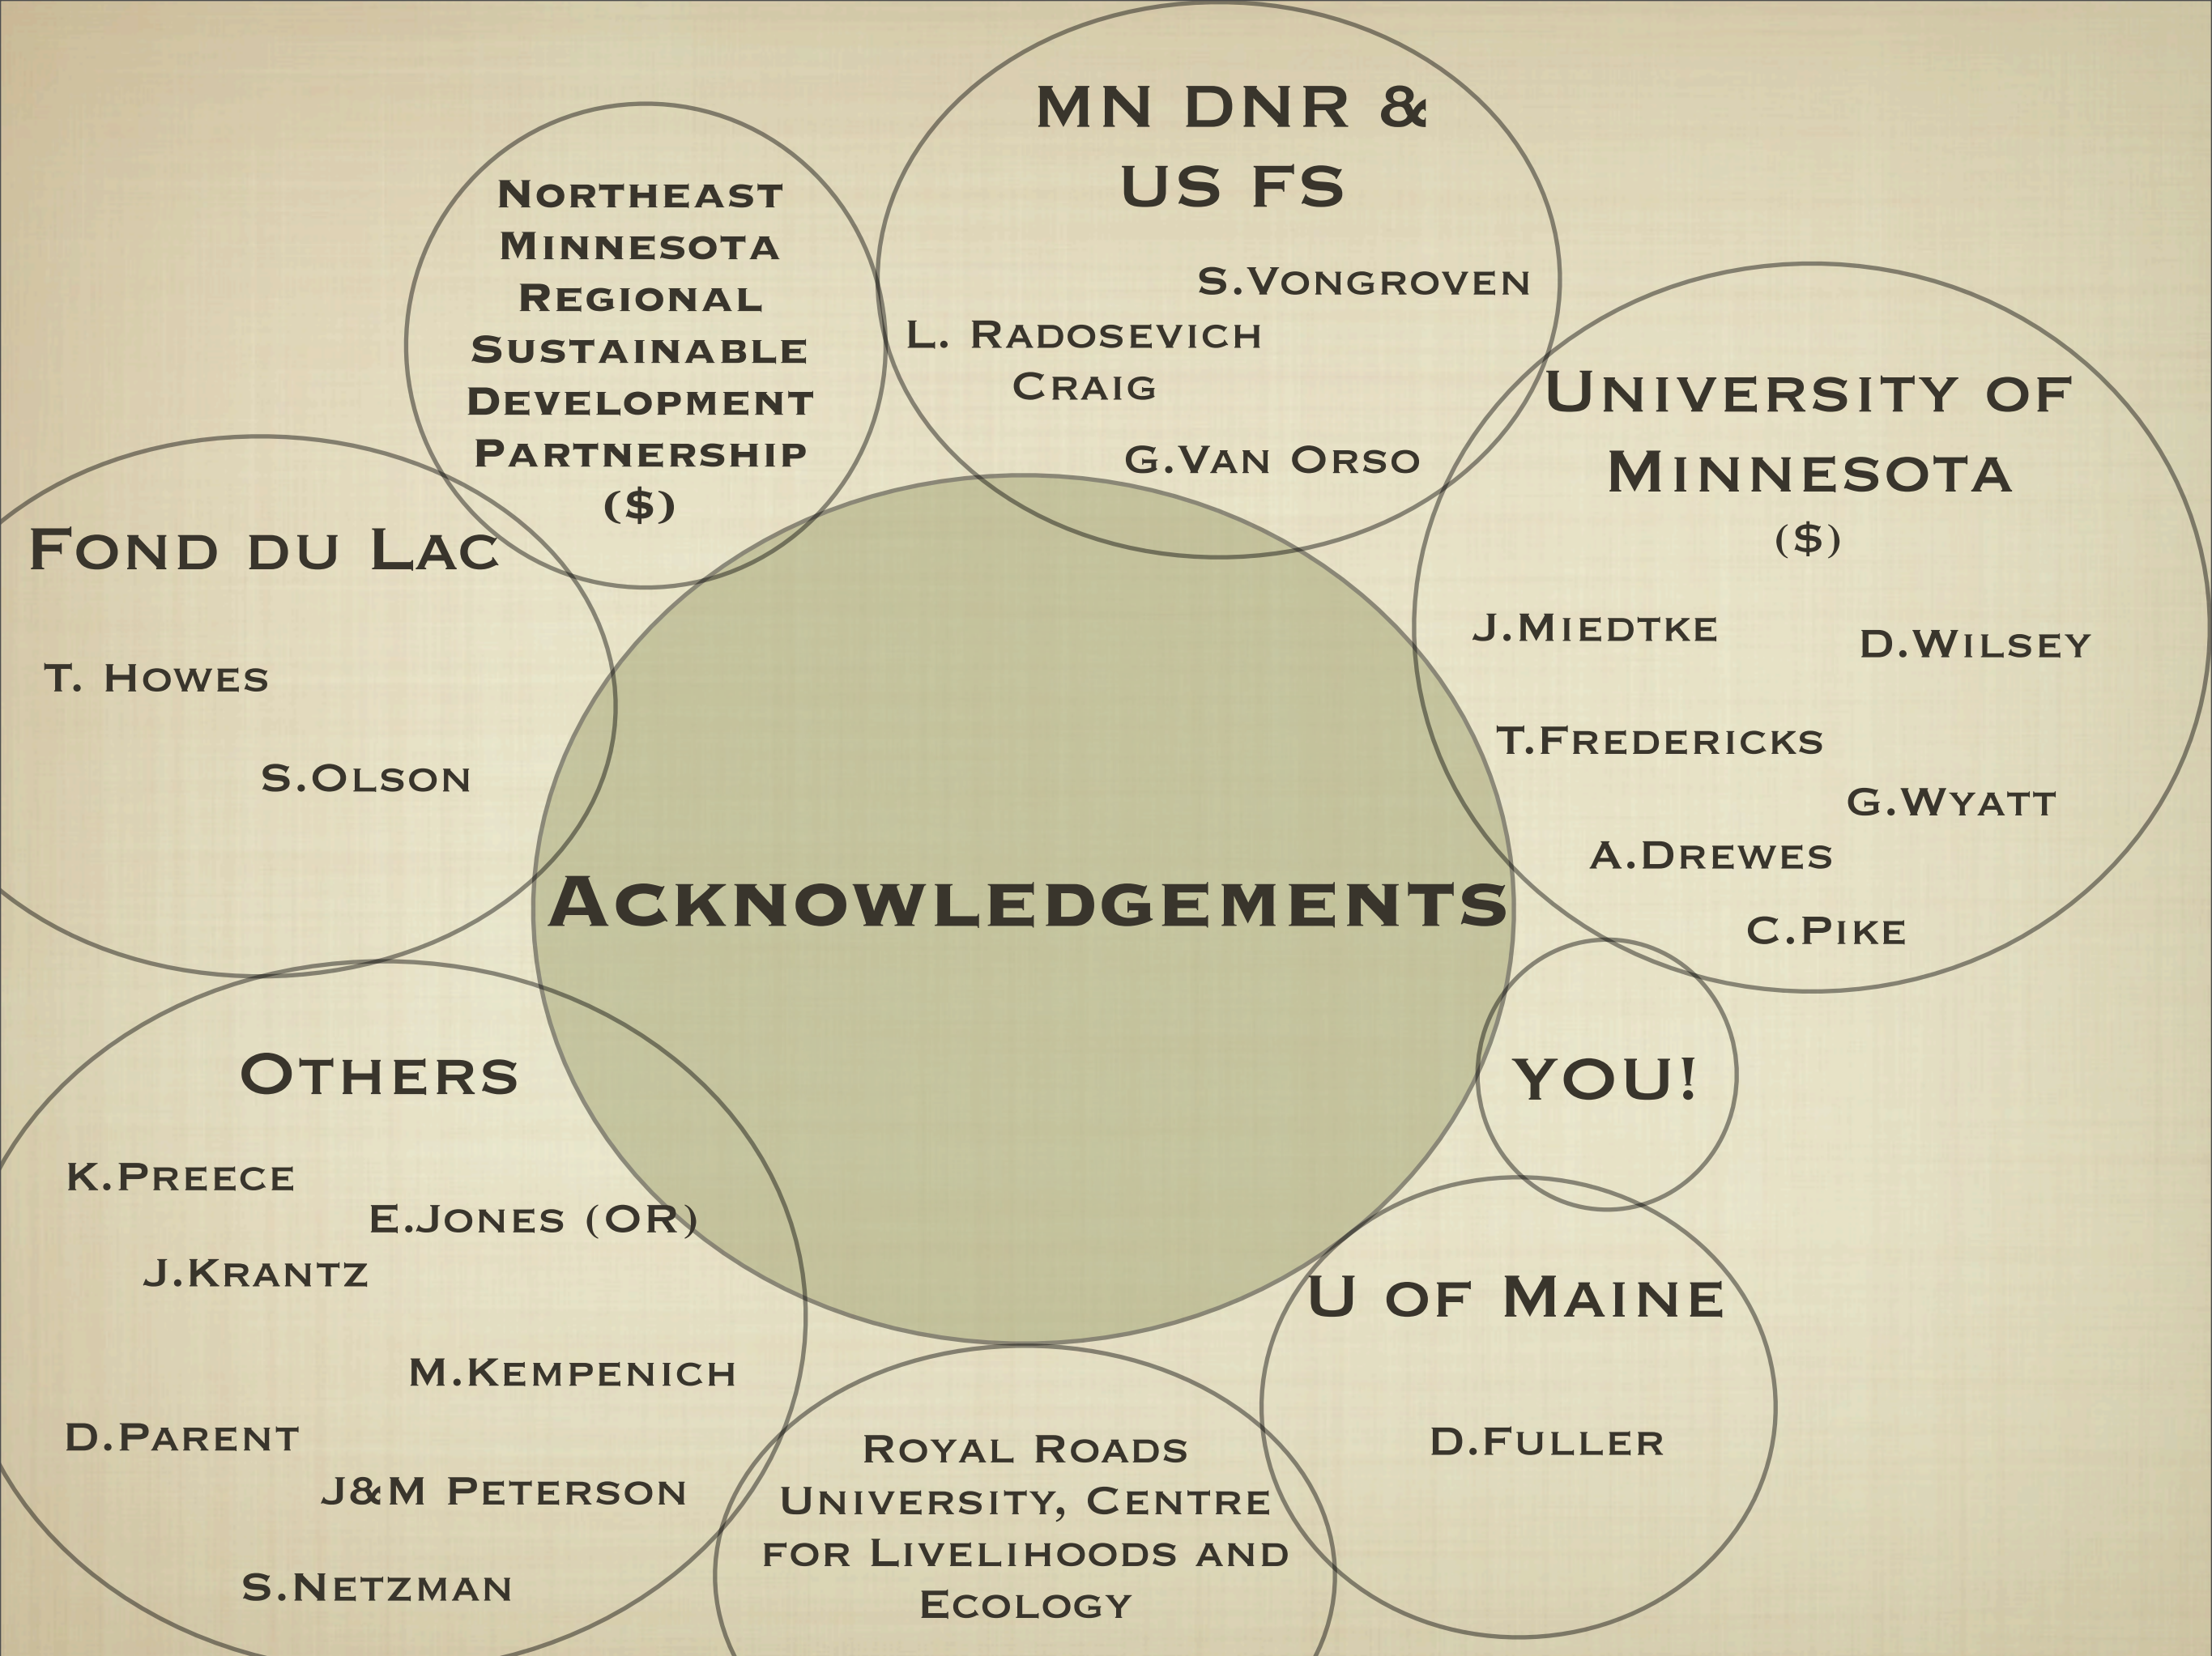 MN DNR &
US FS
S.Vongroven
L. Radosevich
Craig
G.Van Orso
Northeast
Minnesota
Regional
Sustainable
Development
Partnership
($)
University of
Minnesota
($)
J.Miedtke
D.Wilsey
T.Fredericks
G.Wyatt
A.Drewes
C.Pike
Fond du Lac
T. Howes
S.Olson
Acknowledgements
YOU!
Others
K.Preece
E.Jones (OR)
J.Krantz
M.Kempenich
D.Parent
J&M Peterson
S.Netzman
Royal Roads
University, Centre
for Livelihoods and
Ecology
U of Maine
D.Fuller